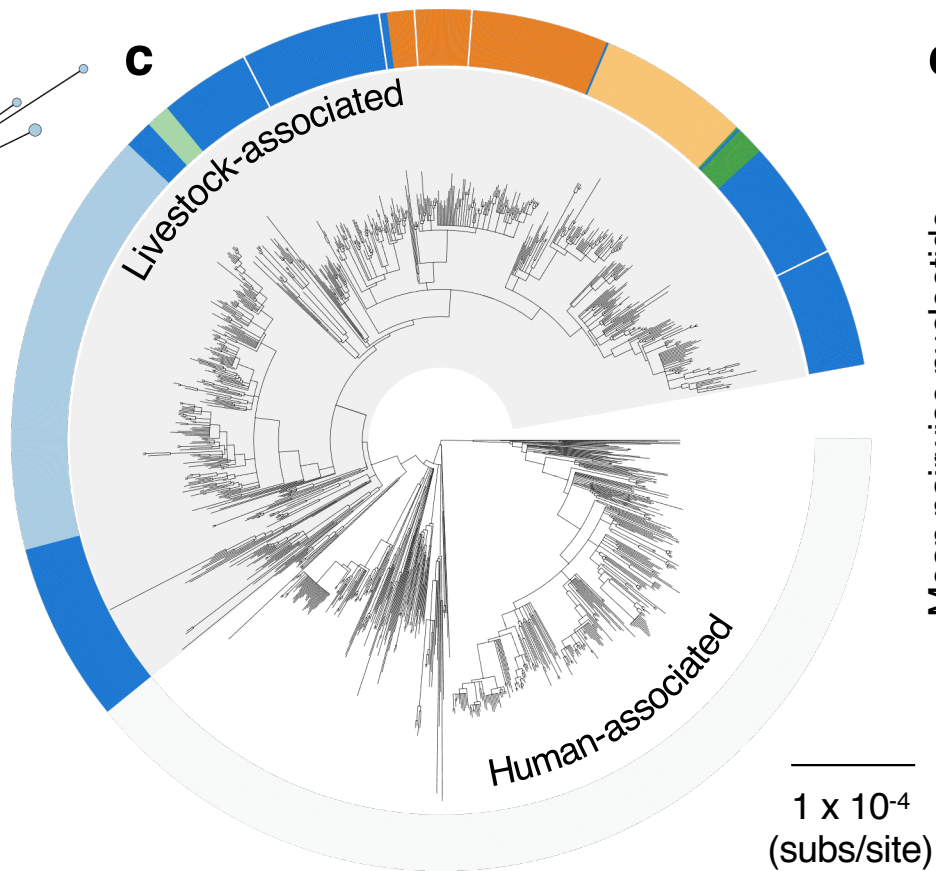 c
Livestock-associated
Human-associated
1 x 10⁻⁴
(subs/site)